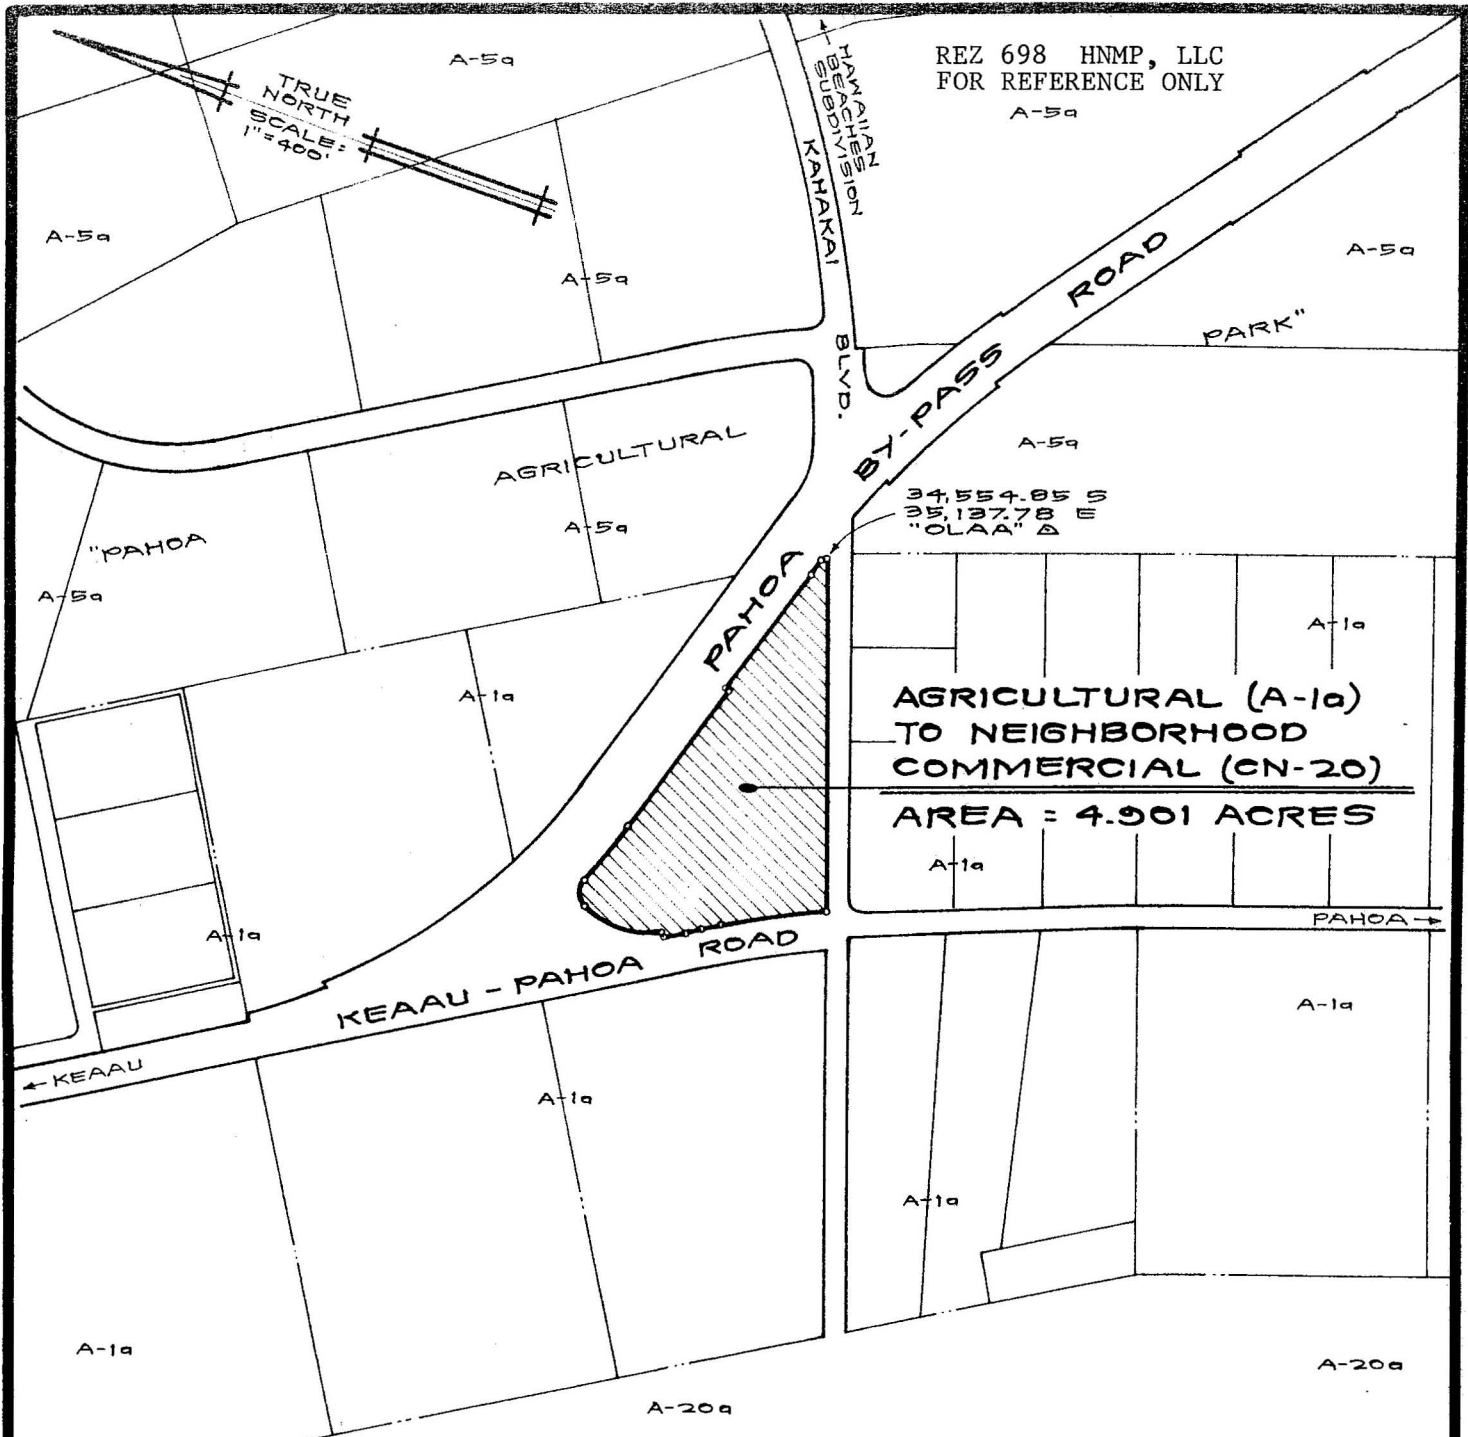 REZ 698 HNMP, LLC
FOR REFERENCE ONLY
A-5a
A-5a
TRUE
NORTH
SCALE:
1"=400'
← HAWAIIAN
BEACHES
SUBDIVISION
KAHAKAI BLVD.
A-5a
A-5a
A-5a
PARK"
ROAD
BY-PASS
PAHOA
A-5a
AGRICULTURAL
34,554.85 S
35,137.78 E
"OLAA" △
A-5a
"PAHOA
A-5a
A-1a
A-1a
AGRICULTURAL (A-1a)
TO NEIGHBORHOOD
COMMERCIAL (CN-20)
AREA = 4.901 ACRES
A-1a
A-1a
PAHOA →
KEAAU - PAHOA ROAD
A-1a
← KEAAU
A-1a
A-1a
A-1a
A-20a
A-20a